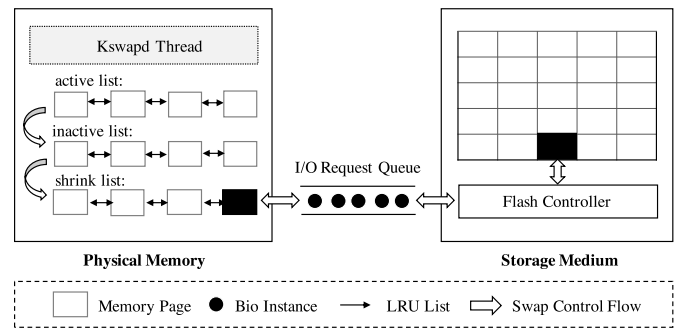 Kswapd Thread
active list:
inactive list:
shrink list:
I/O Request Queue
Flash Controller
Physical Memory
Storage Medium
Memory Page
Bio Instance
LRU List
Swap Control Flow